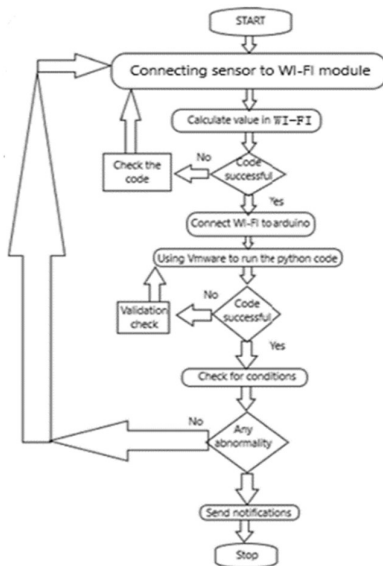 START
Connecting sensor to WI-FI module
Calculate value in WI-FI
No
Code
successful
Check the
code
Yes
Connect WI-FI to arduino
Using Vmware to run the python code
No
Code
successful
Validation
check
Yes
Check for conditions
No
Any
abnormality
Send notifications
Stop